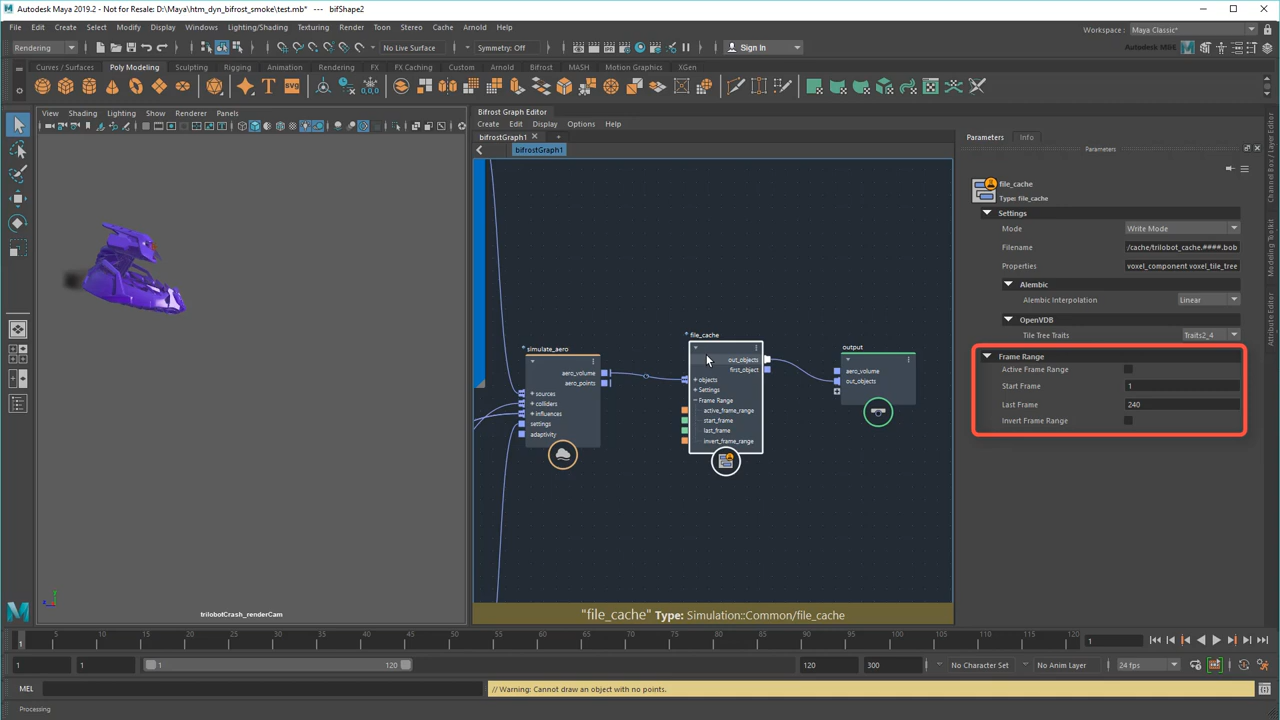 Autodesk Maya 2019.2 - Not for Resale: D:\Maya\htm_dyn_bifrost_smoke\test.mb* --- bifShape2
File Edit Create Select Modify Display Windows Lighting/Shading Texturing Render Toon Stereo Cache Arnold Help
Workspace: Maya Classic*
Rendering No Live Surface Symmetry: Off Sign In Autodesk M&E
Curves / Surfaces Poly Modeling Sculpting Rigging Animation Rendering FX FX Caching Custom Arnold Bifrost MASH Motion Graphics XGen
SVG
0,0,0
View Shading Lighting Show Renderer Panels
trilobotCrash_renderCam
Bifrost Graph Editor
Create Edit Display Options Help
bifrostGraph1
bifrostGraph1
simulate_aero
aero_volume
aero_points
sources
colliders
influences
settings
adaptivity
file_cache
out_objects
first_object
objects
Settings
Frame Range
active_frame_range
start_frame
last_frame
invert_frame_range
output
aero_volume
out_objects
"file_cache" Type: Simulation::Common/file_cache
Parameters Info
Parameters
file_cache
Type: file_cache
Settings
Mode Write Mode
Filename /cache/trilobot_cache.####.bob
Properties voxel_component voxel_tile_tree
Alembic
Alembic Interpolation Linear
OpenVDB
Tile Tree Traits Traits2_4
Frame Range
Active Frame Range
Start Frame 1
Last Frame 240
Invert Frame Range
Channel Box / Layer Editor
Modeling Toolkit
Attribute Editor
1 5 10 15 20 25 30 35 40 45 50 55 60 65 70 75 80 85 90 95 100 105 110 115 120 1
1 1 1 120 120 300 No Character Set No Anim Layer 24 fps
MEL // Warning: Cannot draw an object with no points.
Processing